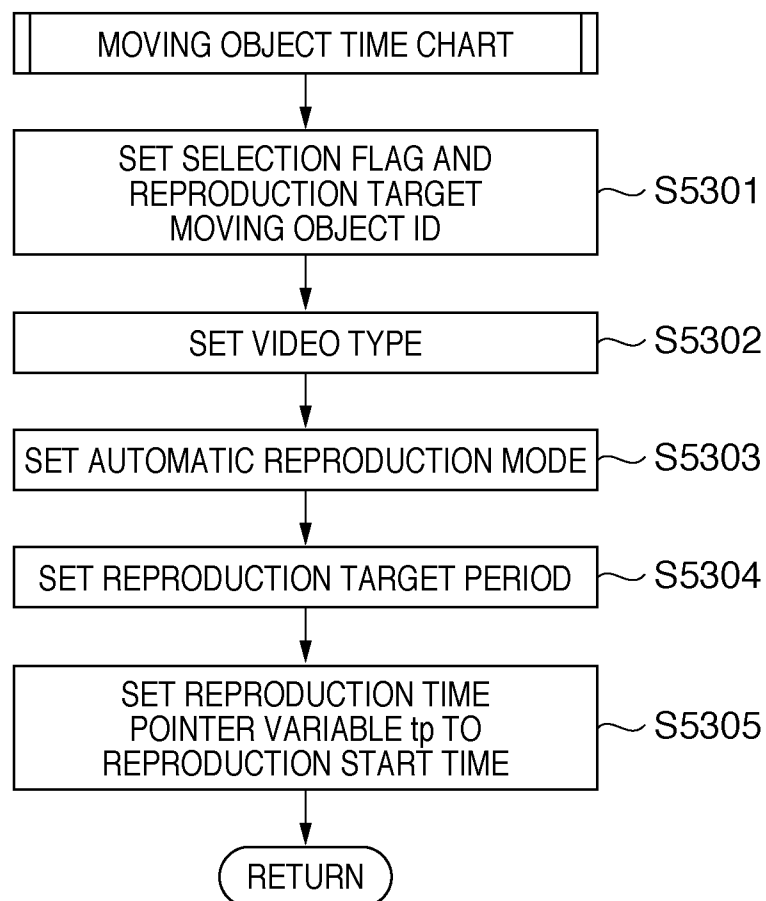 MOVING OBJECT TIME CHART
SET SELECTION FLAG AND
REPRODUCTION TARGET
MOVING OBJECT ID
S5301
SET VIDEO TYPE
S5302
SET AUTOMATIC REPRODUCTION MODE
S5303
SET REPRODUCTION TARGET PERIOD
S5304
SET REPRODUCTION TIME
POINTER VARIABLE tp TO
REPRODUCTION START TIME
S5305
RETURN